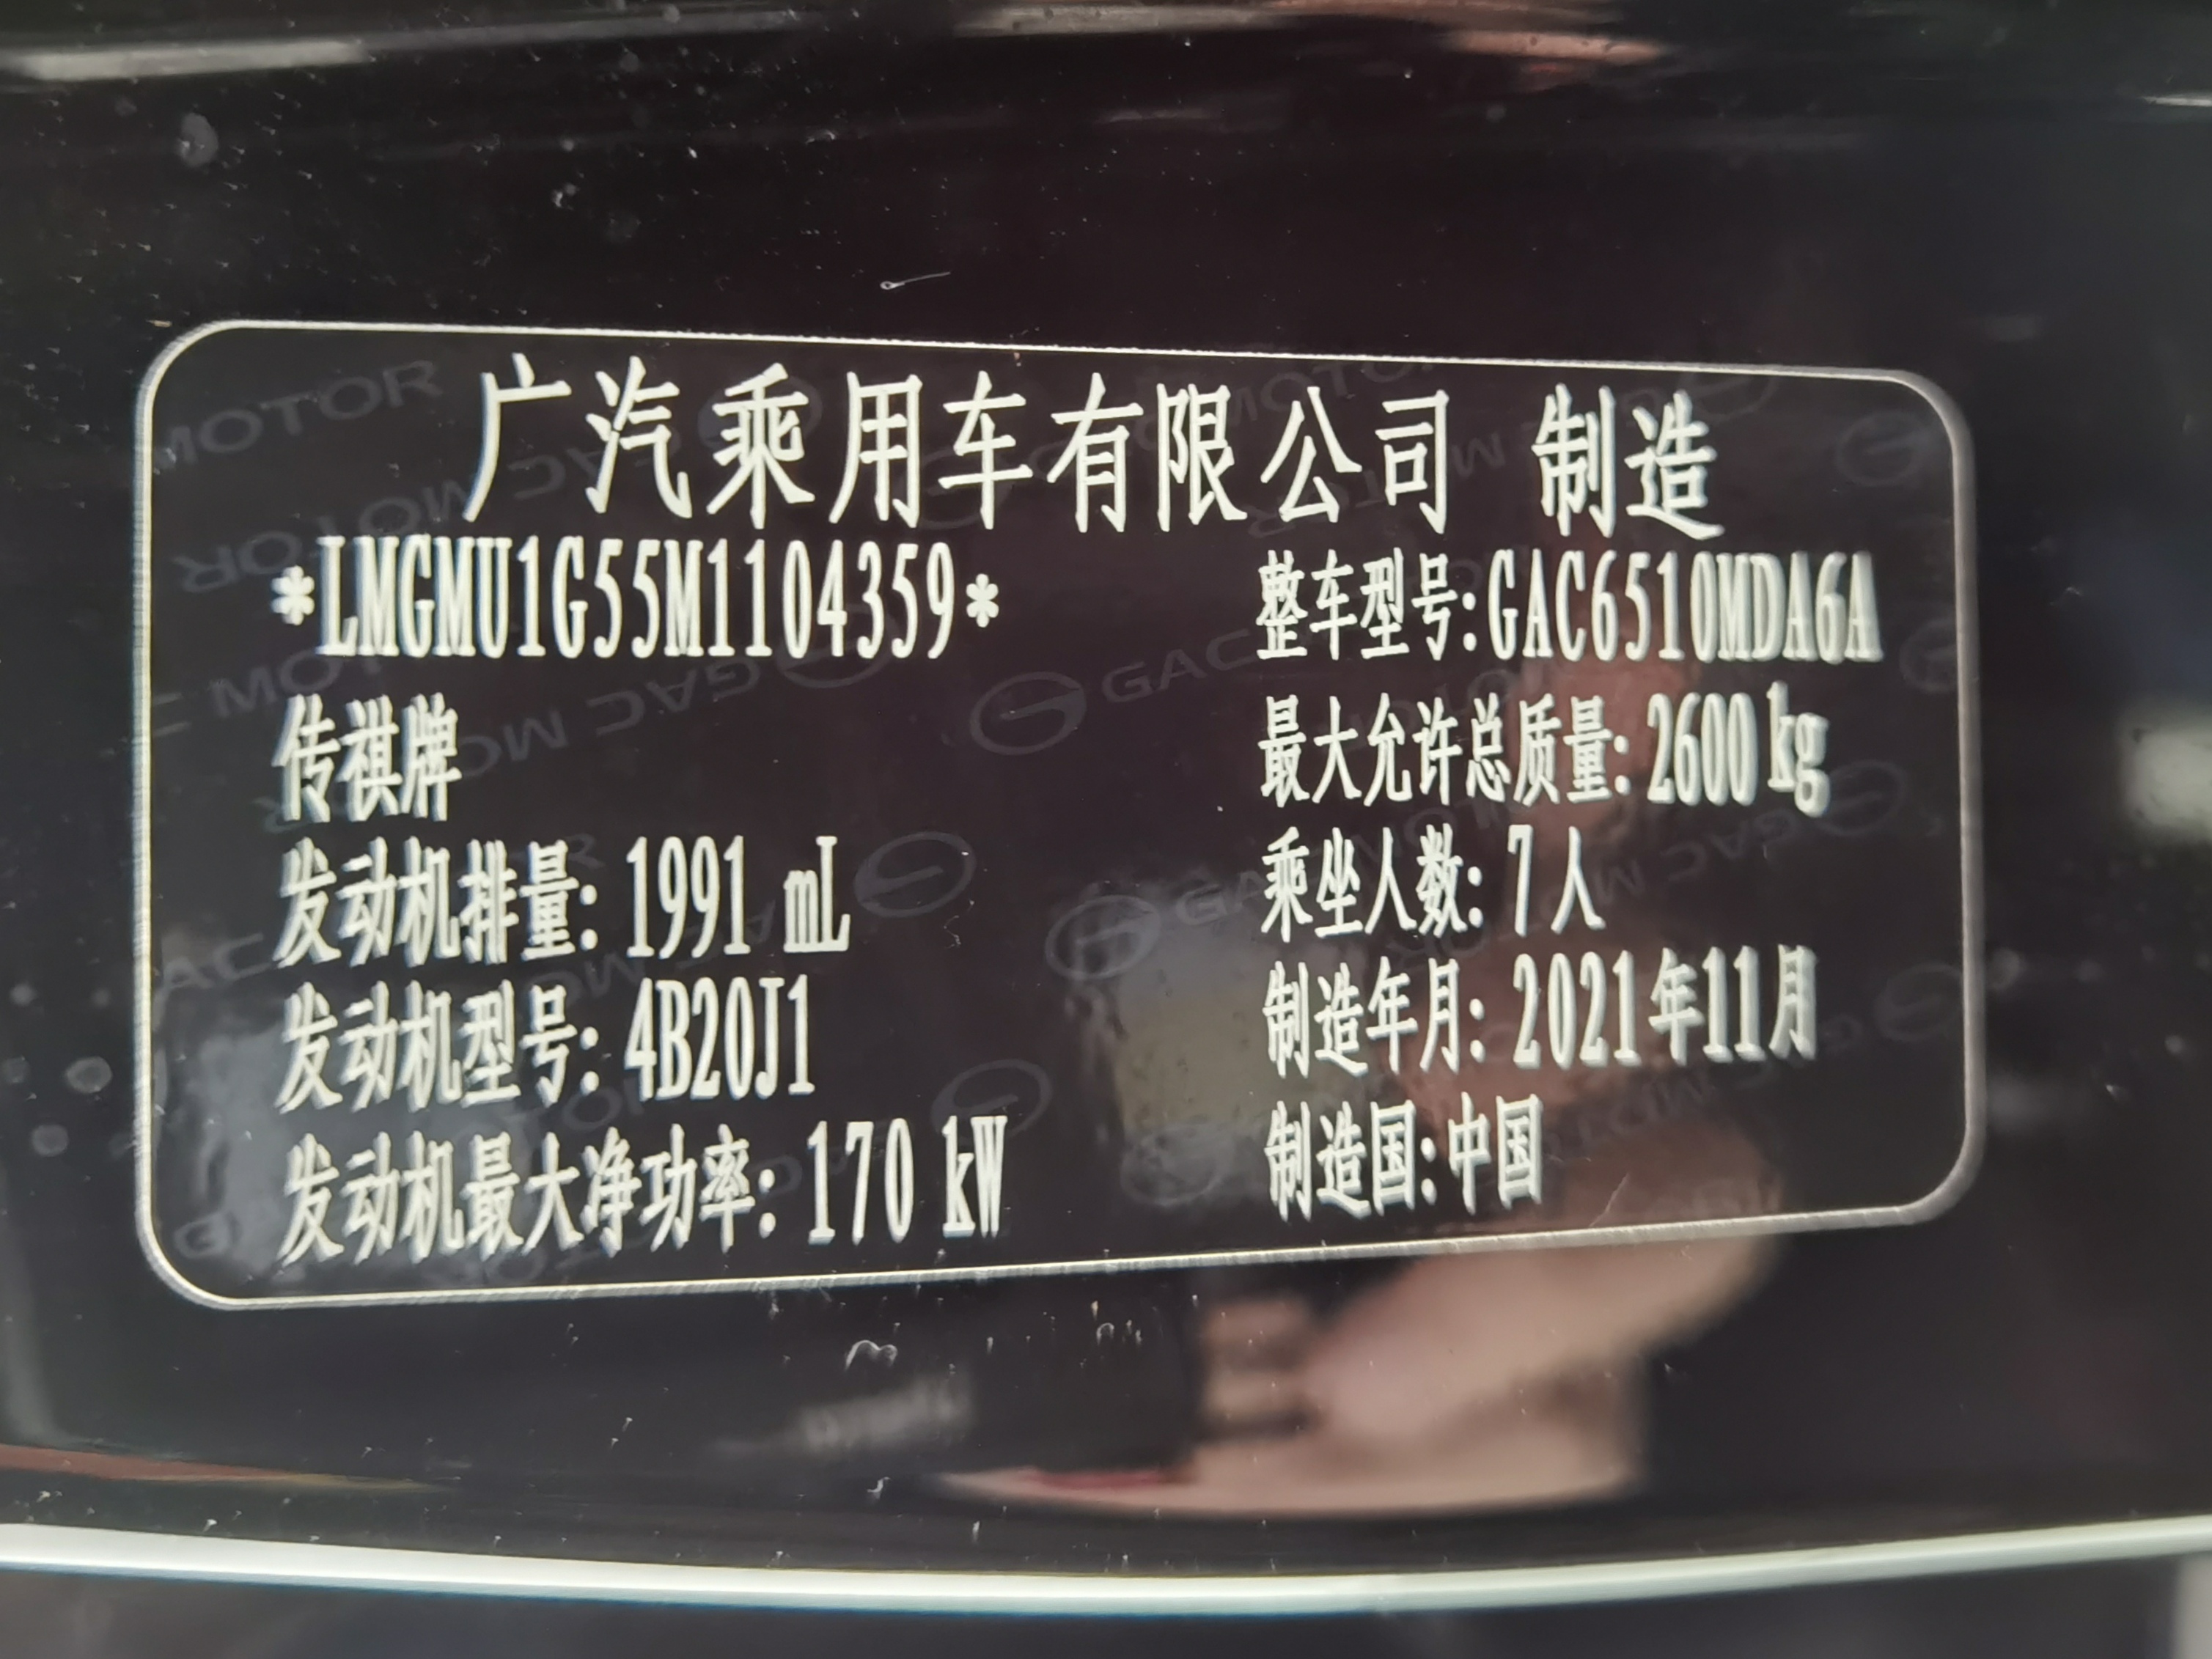 广汽乘用车有限公司 制造
*LMGMU1G55M1104359*
整车型号:GAC6510MDA6A
传祺牌
最大允许总质量: 2600 kg
发动机排量: 1991 mL
乘坐人数: 7人
发动机型号: 4B20J1
制造年月: 2021年11月
发动机最大净功率: 170 kW
制造国:中国